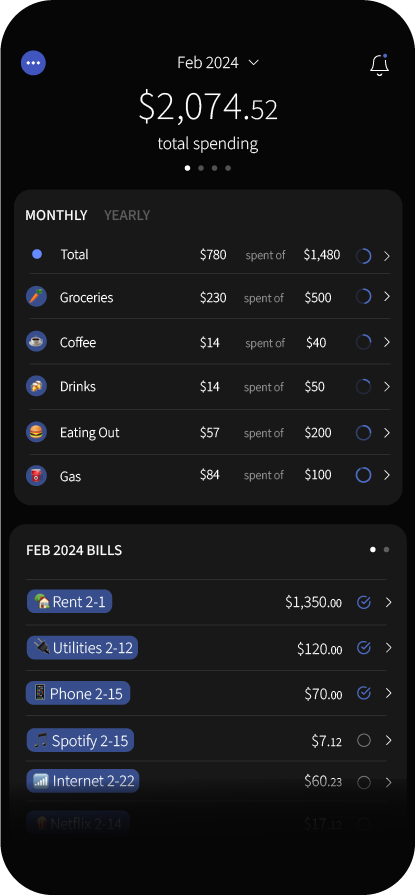 Feb 2024
$2,074.52
total spending
MONTHLY YEARLY
Total $780 spent of $1,480
Groceries $230 spent of $500
Coffee $14 spent of $40
Drinks $14 spent of $50
Eating Out $57 spent of $200
Gas $84 spent of $100
FEB 2024 BILLS
Rent 2-1 $1,350.00
Utilities 2-12 $120.00
Phone 2-15 $70.00
Spotify 2-15 $7.12
Internet 2-22 $60.23
Netflix 2-14 $17.12